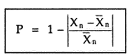 P = 1 - |(Xₙ - X̄ₙ) / X̄ₙ|